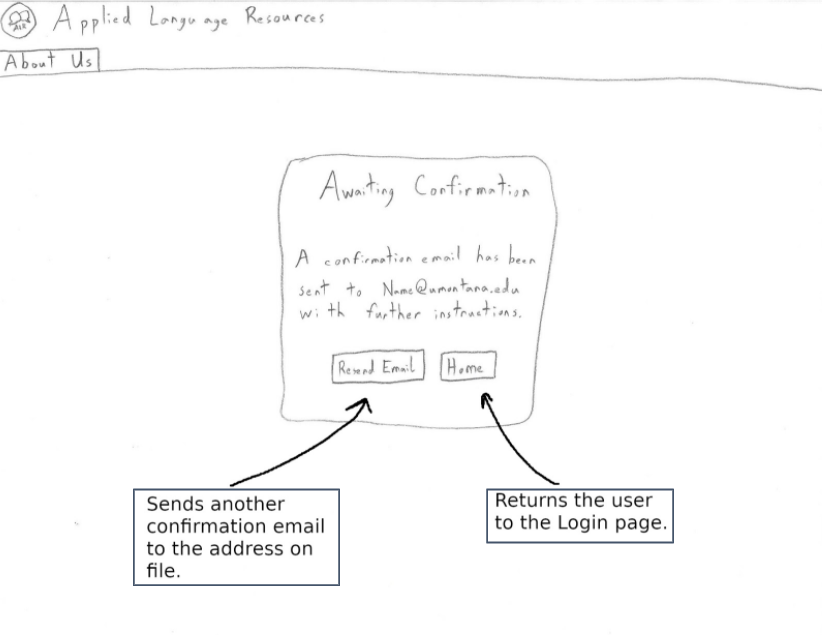 ALR
Applied Language Resources
About Us
Awaiting Confirmation
A confirmation email has been
sent to Name@umontana.edu
with further instructions.
Resend Email
Home
Sends another
confirmation email
to the address on
file.
Returns the user
to the Login page.